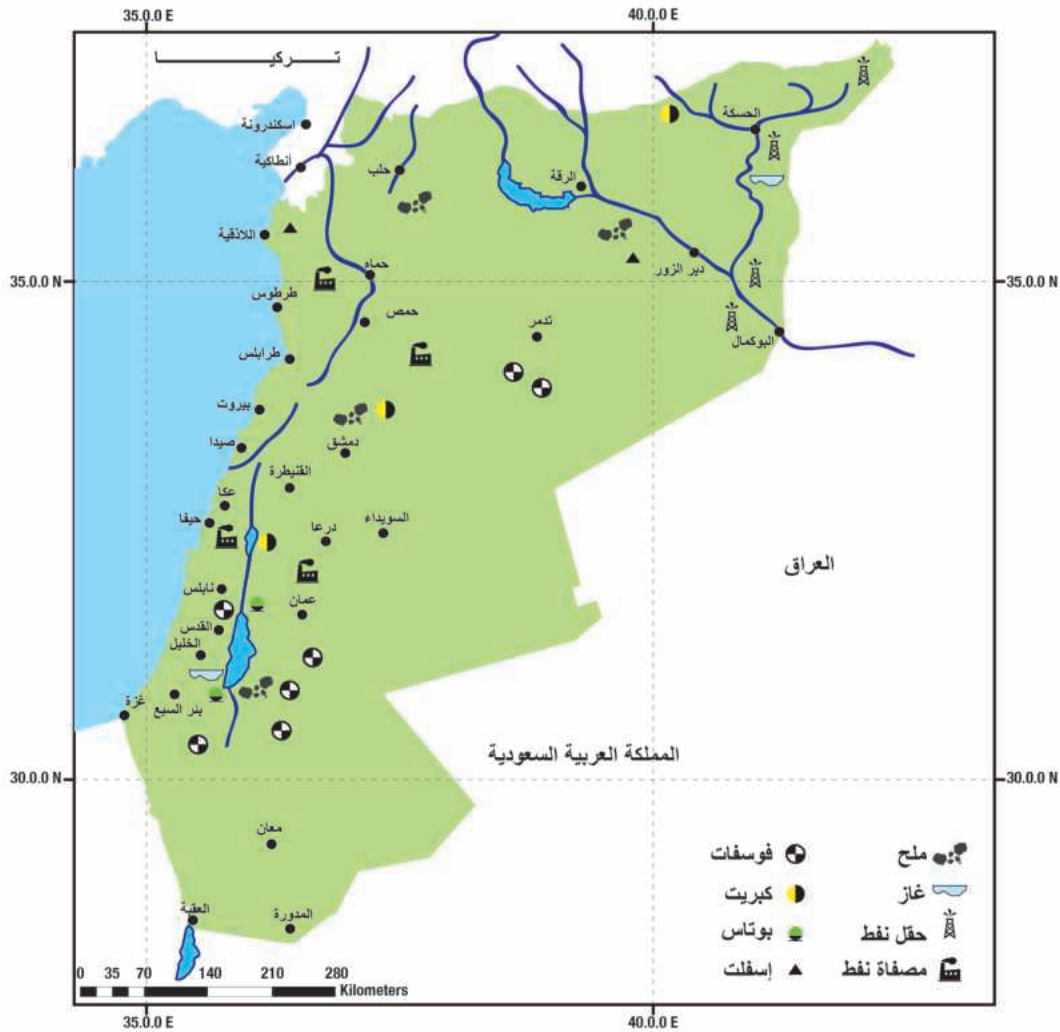 35.0.0 E
40.0.0 E
تركيا
اسكندرونة
الحسكة
أنطاكية
حلب
الرقة
اللاذقية
دير الزور
حماه
35.0.0 N
35.0.0 N
طرطوس
حمص
تدمر
البوكمال
طرابلس
بيروت
صيدا
دمشق
القنيطرة
عكا
السويداء
حيفا
درعا
العراق
نابلس
عمان
القدس
الخليل
بئر السبع
غزة
المملكة العربية السعودية
30.0.0 N
30.0.0 N
معان
العقبة
المدورة
ملح
غاز
حقل نفط
مصفاة نفط
فوسفات
كبريت
بوتاس
إسفلت
0 35 70 140 210 280
Kilometers
35.0.0 E
40.0.0 E